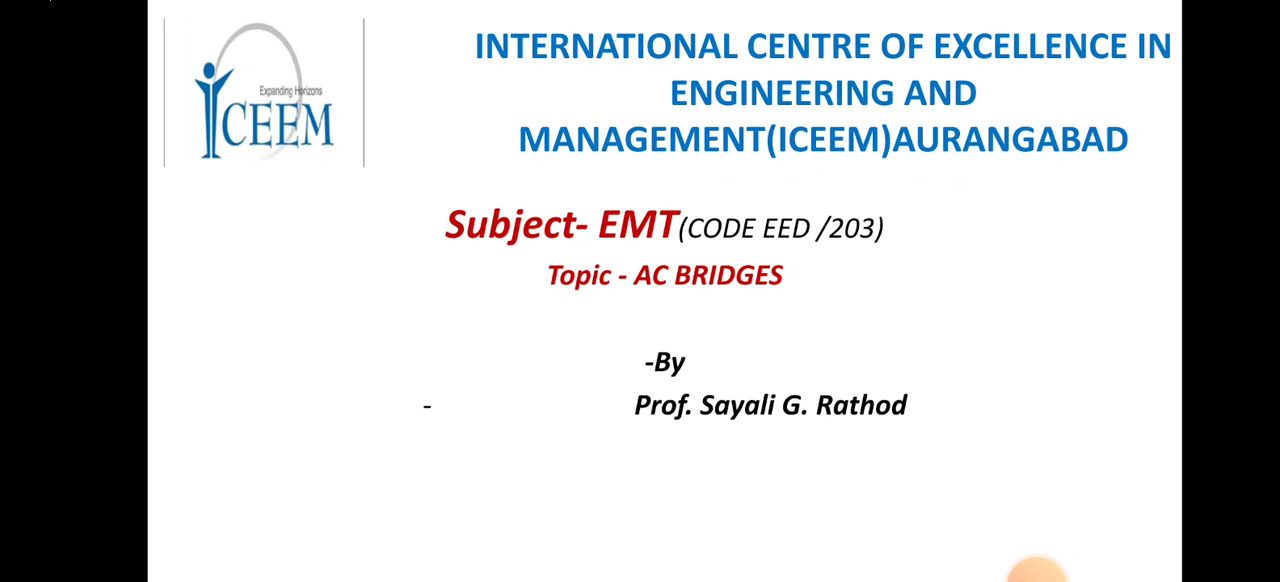 Expanding Horizons
ICEEM
INTERNATIONAL CENTRE OF EXCELLENCE IN
ENGINEERING AND
MANAGEMENT(ICEEM)AURANGABAD
Subject- EMT(CODE EED /203)
Topic - AC BRIDGES
-By
- Prof. Sayali G. Rathod